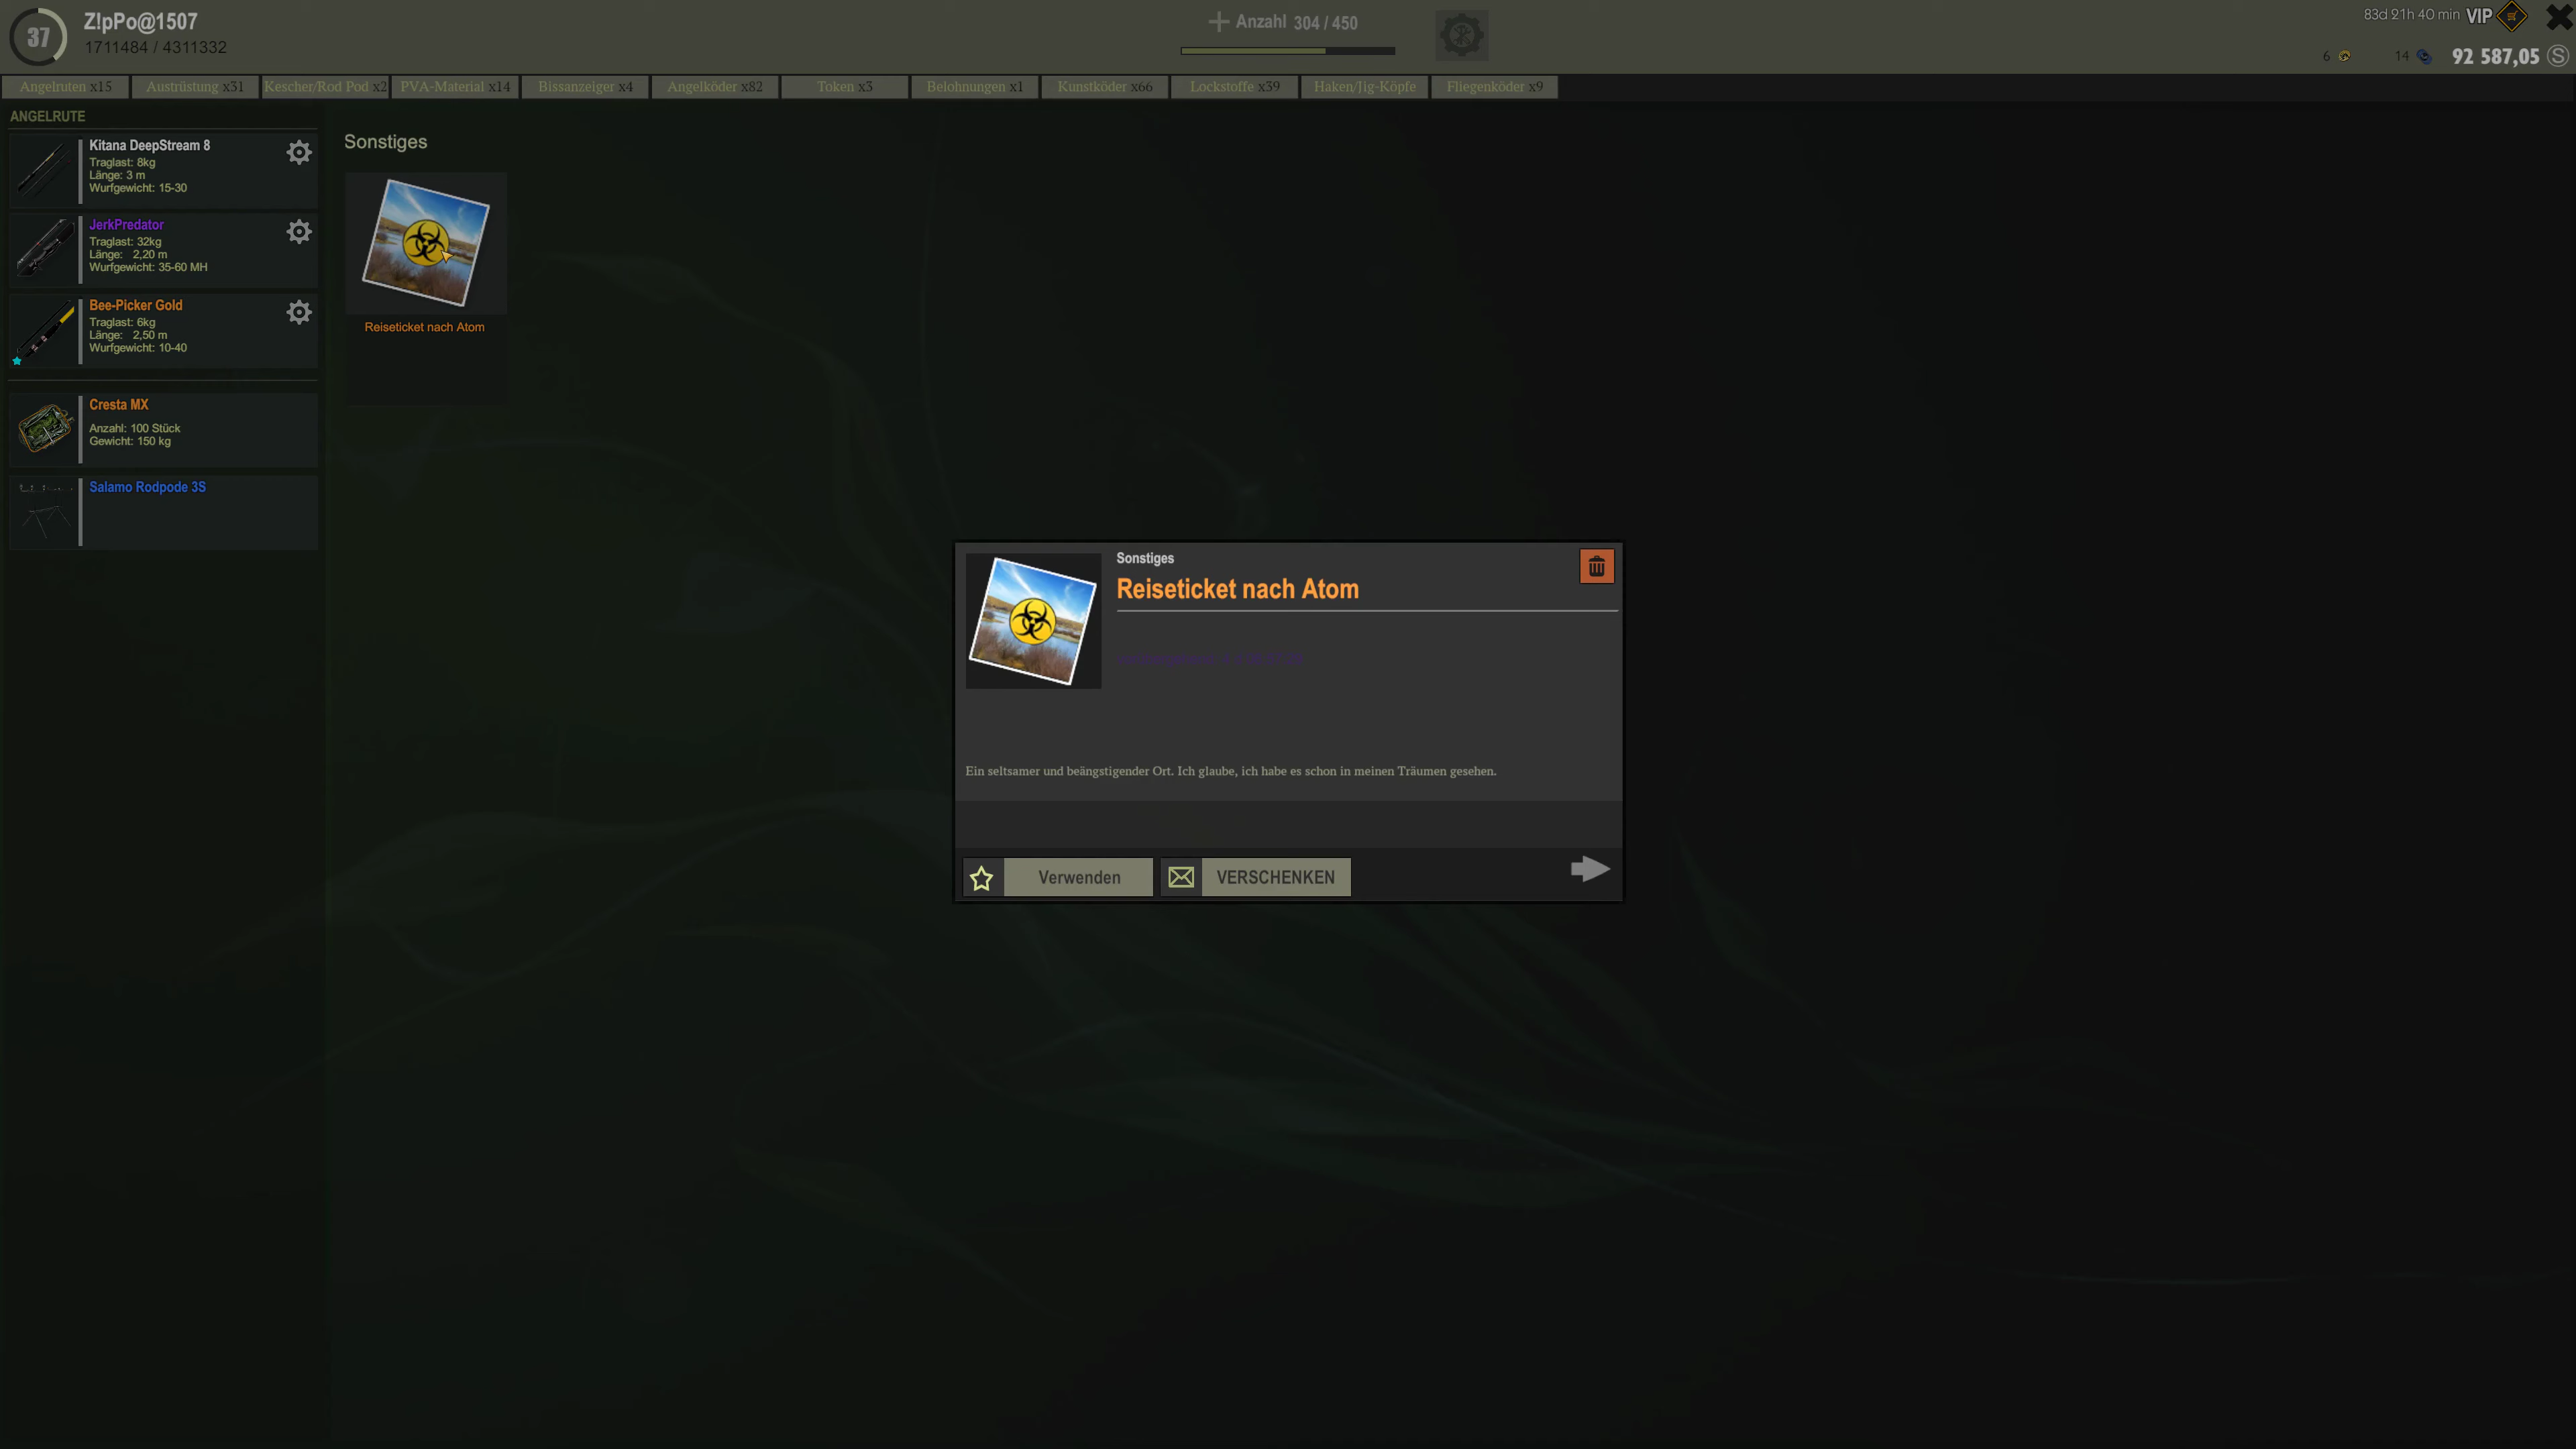 37
Z!pPo@1507
1711484 / 4311332
Anzahl 304 / 450
83d 21h 40 min VIP
6 14 92 587,05 S
Angelruten x15 Austrüstung x31 Kescher/Rod Pod x2 PVA-Material x14 Bissanzeiger x4 Angelköder x82 Token x3 Belohnungen x1 Kunstköder x66 Lockstoffe x39 Haken/Jig-Köpfe Fliegenköder x9
ANGELRUTE
Kitana DeepStream 8
Traglast: 8kg
Länge: 3 m
Wurfgewicht: 15-30
JerkPredator
Traglast: 32kg
Länge: 2,20 m
Wurfgewicht: 35-60 MH
Bee-Picker Gold
Traglast: 6kg
Länge: 2,50 m
Wurfgewicht: 10-40
Cresta MX
Anzahl: 100 Stück
Gewicht: 150 kg
Salamo Rodpode 3S
Sonstiges
Reiseticket nach Atom
Sonstiges
Reiseticket nach Atom
Ein seltsamer und beängstigender Ort. Ich glaube, ich habe es schon in meinen Träumen gesehen.
Verwenden VERSCHENKEN